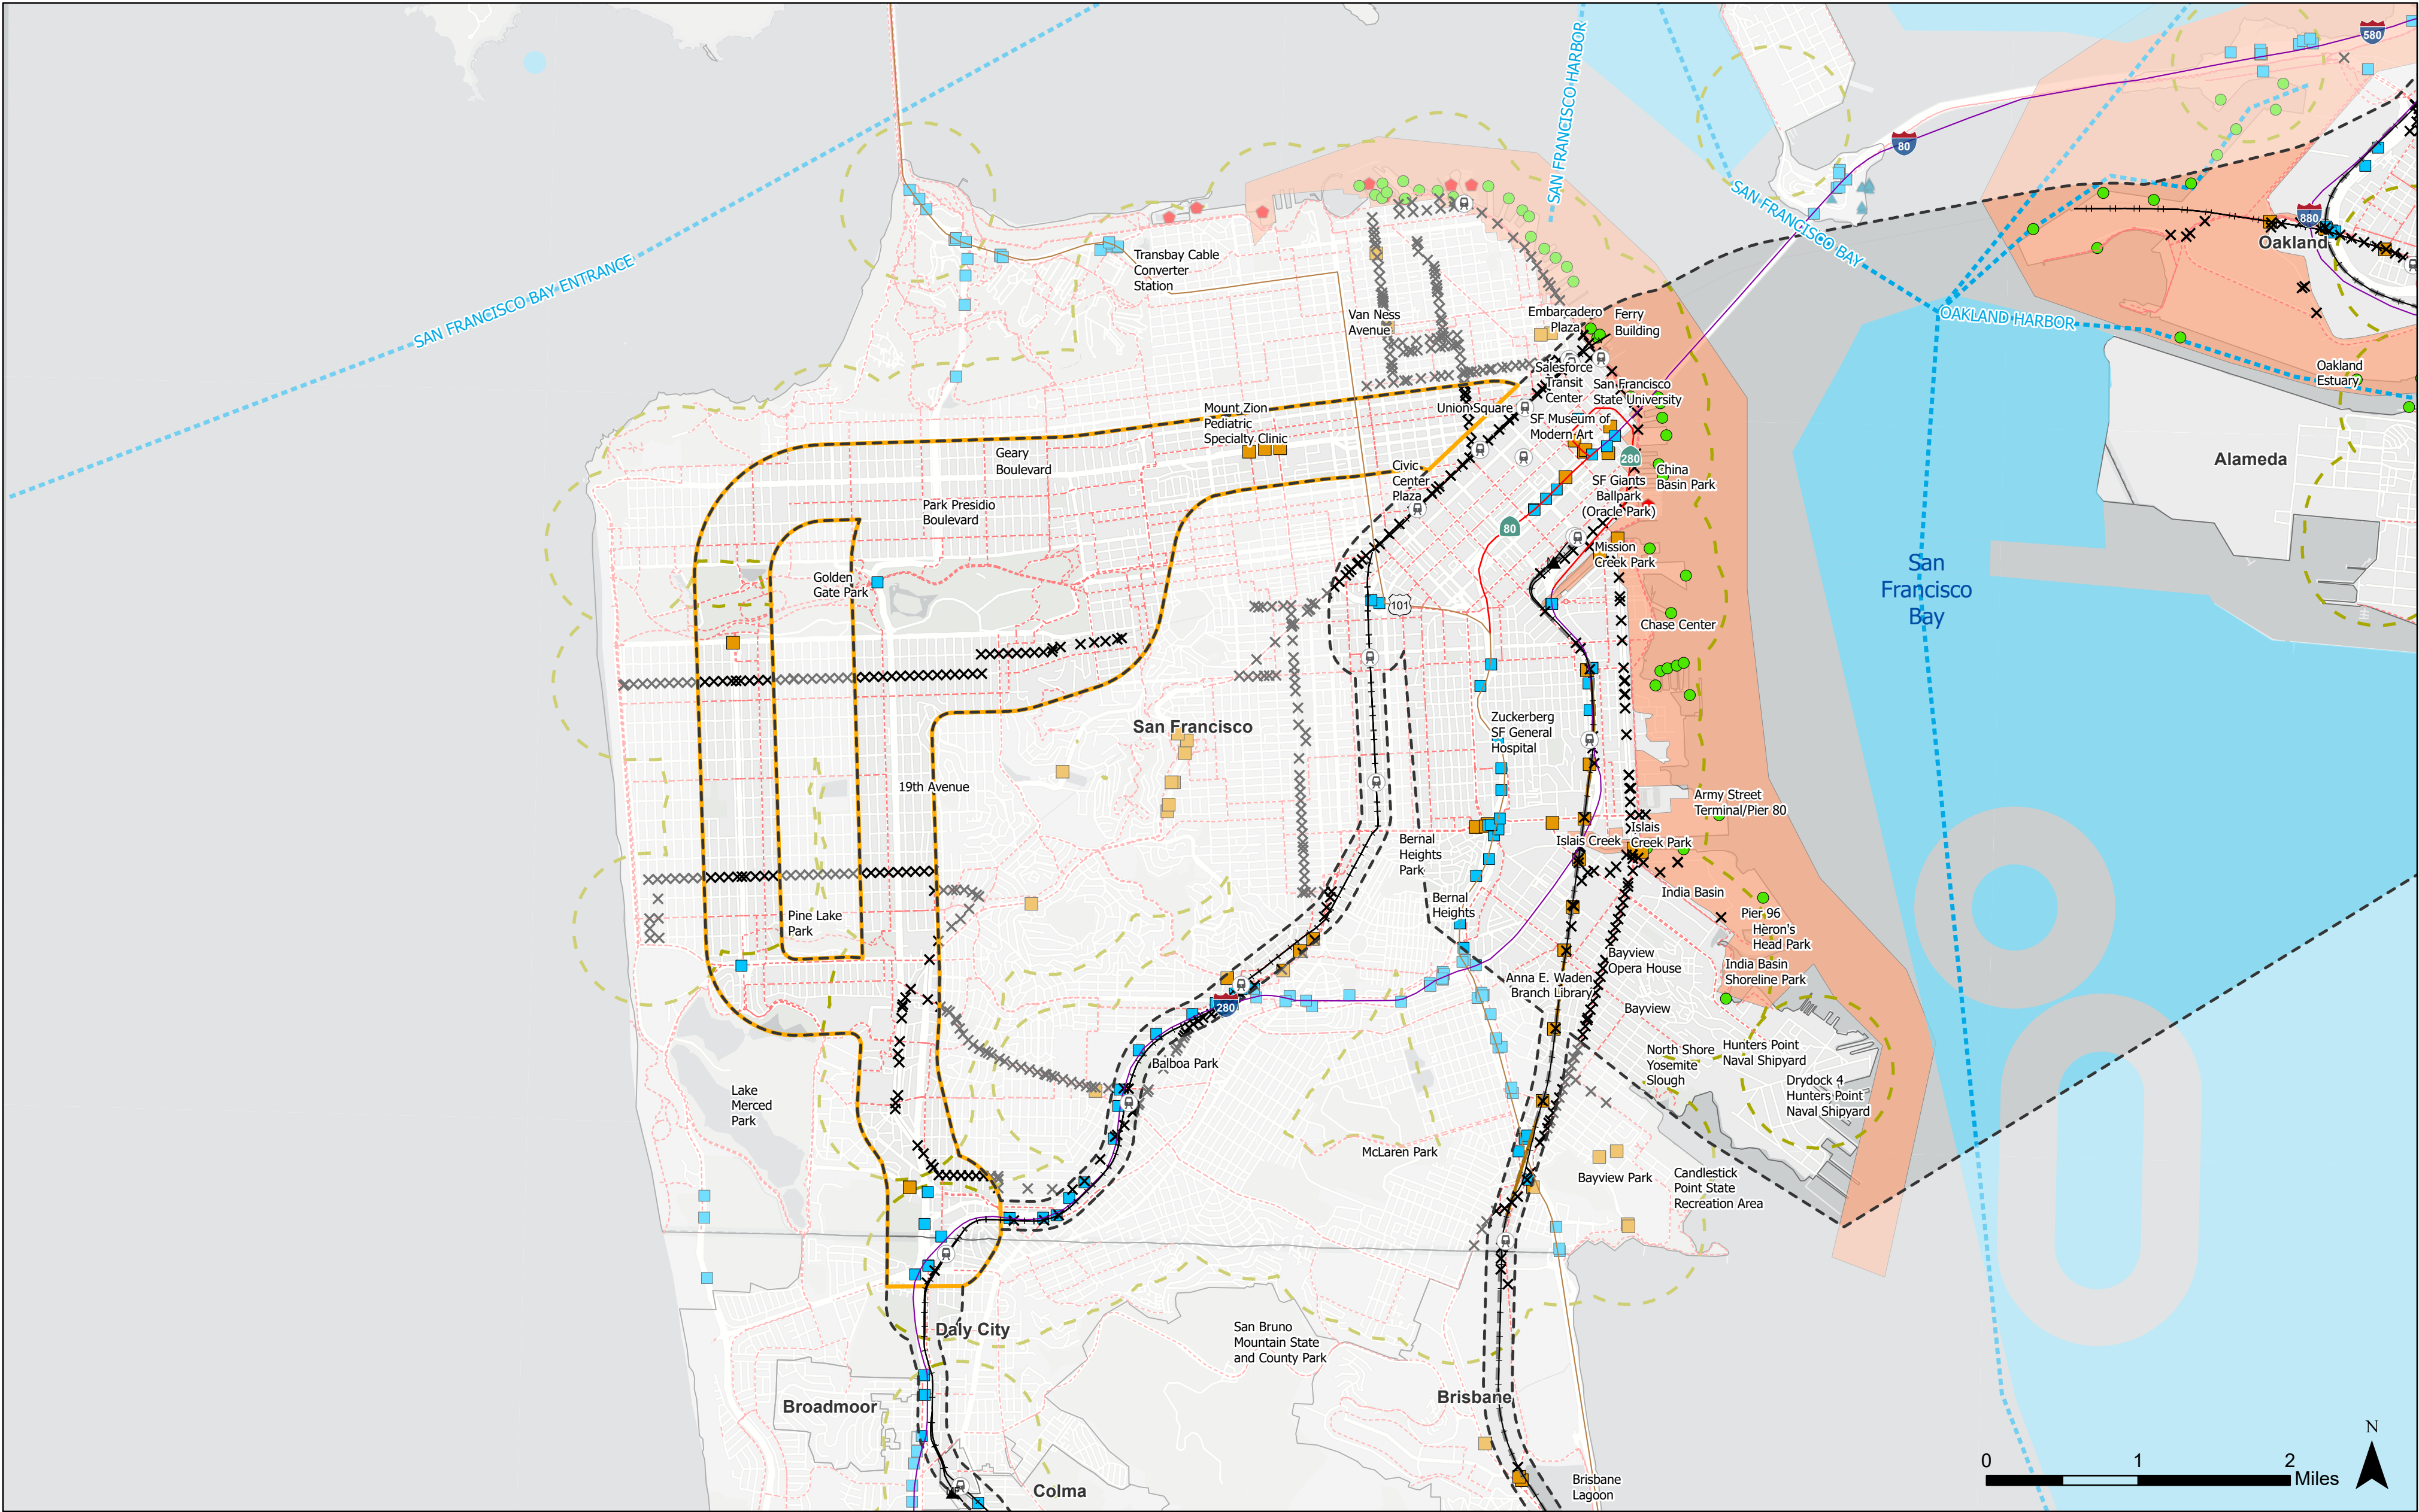 SAN FRANCISCO HARBOR
580
80
SAN FRANCISCO BAY
880
Oakland
SAN FRANCISCO BAY ENTRANCE
Transbay Cable
Converter
Station
Van Ness
Avenue
Embarcadero
Plaza
Ferry
Building
OAKLAND HARBOR
Salesforce
Transit
Center
San Francisco
State University
Oakland
Estuary
Mount Zion
Pediatric
Specialty Clinic
Union Square
SF Museum of
Modern Art
Geary
Boulevard
Civic
Center
Plaza
280
China
Basin Park
Alameda
SF Giants
Ballpark
(Oracle Park)
Park Presidio
Boulevard
80
Mission
Creek Park
Golden
Gate Park
San
Francisco
Bay
101
Chase Center
San Francisco
Zuckerberg
SF General
Hospital
19th Avenue
Army Street
Terminal/Pier 80
Bernal
Heights
Park
Islais Creek
Islais
Creek Park
India Basin
Bernal
Heights
Pine Lake
Park
Pier 96
Heron's
Head Park
Bayview
Opera House
India Basin
Shoreline Park
Anna E. Waden
Branch Library
280
Bayview
Balboa Park
North Shore
Yosemite
Slough
Hunters Point
Naval Shipyard
Drydock 4
Hunters Point
Naval Shipyard
Lake
Merced
Park
McLaren Park
Bayview Park
Candlestick
Point State
Recreation Area
Daly City
San Bruno
Mountain State
and County Park
Broadmoor
Brisbane
Colma
Brisbane
Lagoon
N
0 1 2
Miles